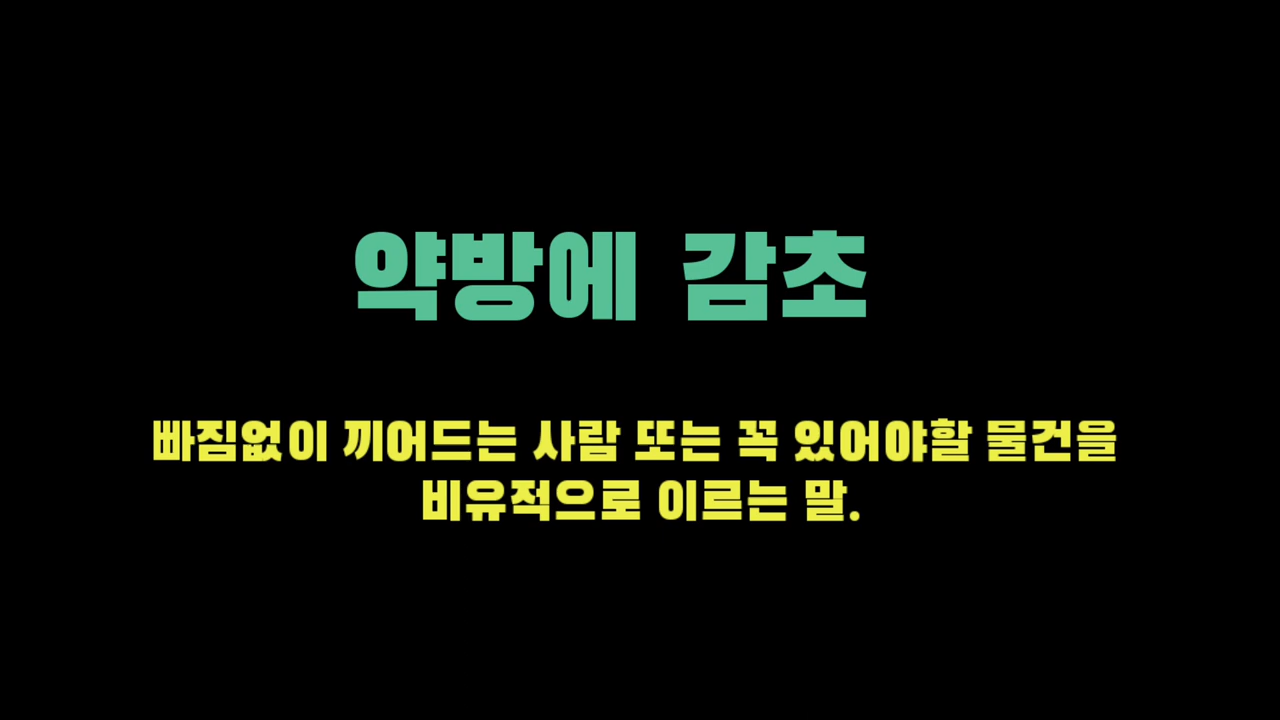 약방에 감초
빠짐없이 끼어드는 사람 또는 꼭 있어야할 물건을
비유적으로 이르는 말.